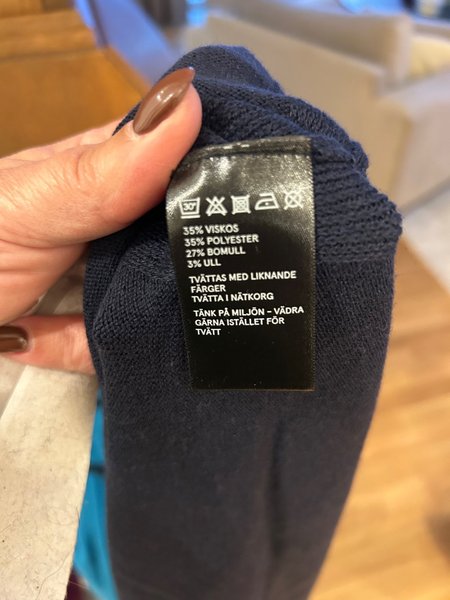 30°
35% VISKOS
35% POLYESTER
27% BOMULL
3% ULL
TVÄTTAS MED LIKNANDE
FÄRGER
TVÄTTA I NÄTKORG
TÄNK PÅ MILJÖN – VÄDRA
GÄRNA ISTÄLLET FÖR
TVÄTT